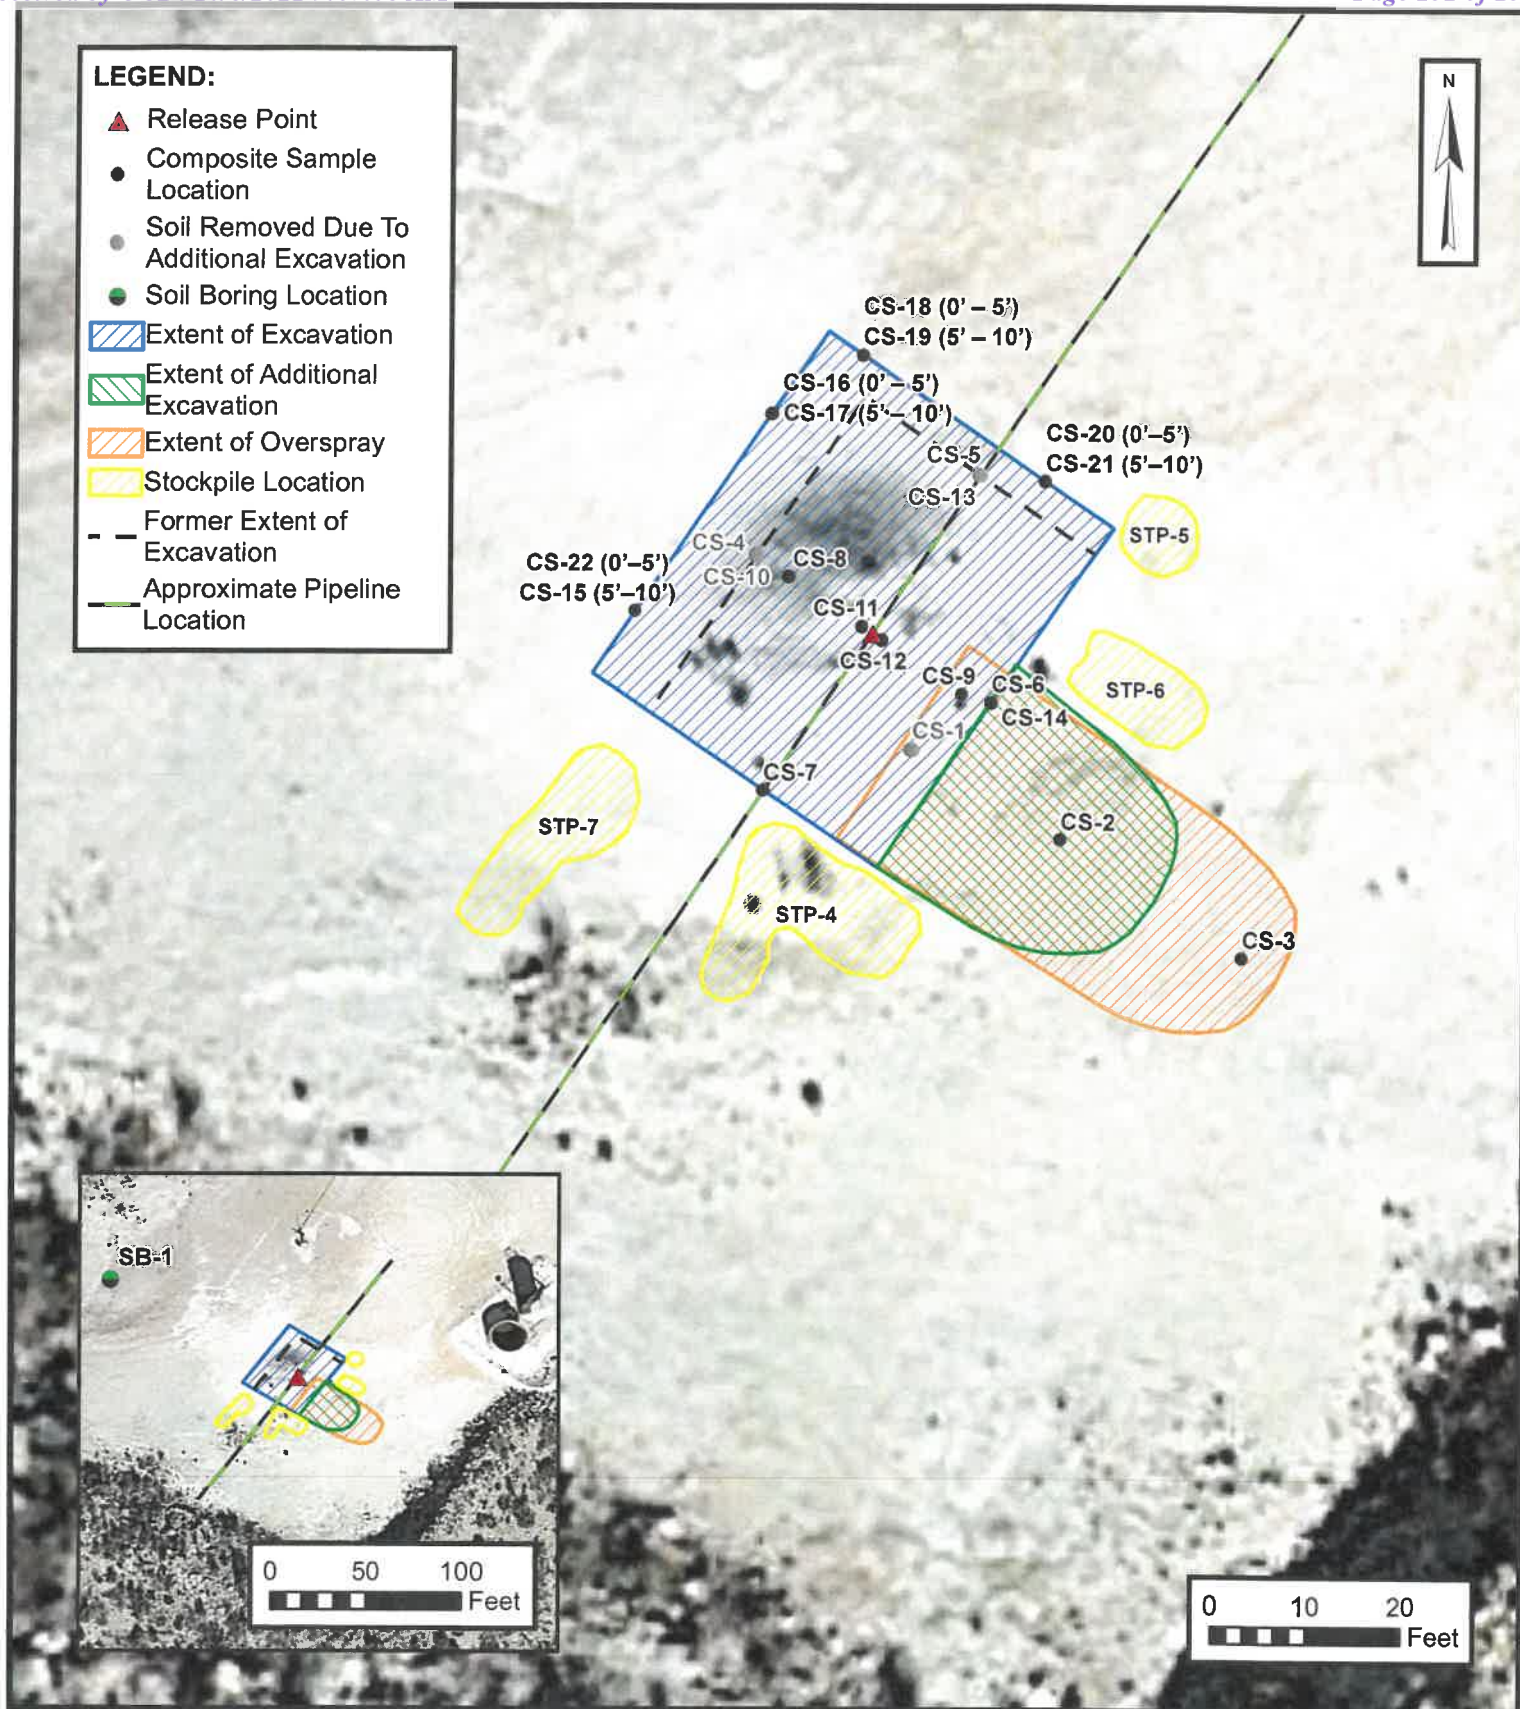 LEGEND:
Release Point
Composite Sample
Location
Soil Removed Due To
Additional Excavation
Soil Boring Location
Extent of Excavation
Extent of Additional
Excavation
Extent of Overspray
Stockpile Location
Former Extent of
Excavation
Approximate Pipeline
Location
N
CS-18 (0' – 5')
CS-19 (5' – 10')
CS-16 (0' – 5')
CS-17 (5' – 10')
CS-20 (0'–5')
CS-21 (5'–10')
CS-5
CS-13
STP-5
CS-4
CS-8
CS-10
CS-22 (0'–5')
CS-15 (5'–10')
CS-11
CS-12
CS-9
CS-6
CS-14
STP-6
CS-1
CS-7
STP-7
CS-2
STP-4
CS-3
SB-1
0 50 100
Feet
0 10 20
Feet